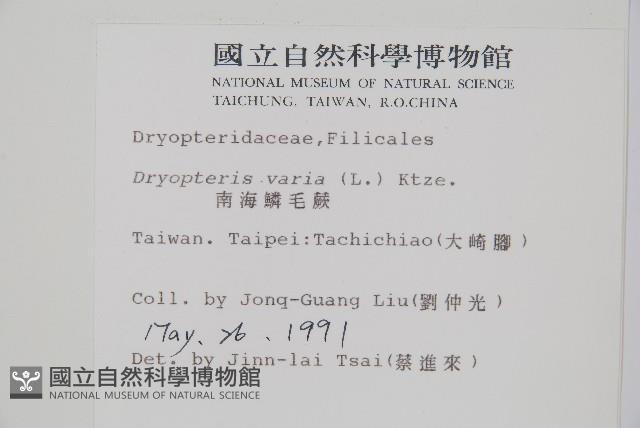 國立自然科學博物館
NATIONAL MUSEUM OF NATURAL SCIENCE
TAICHUNG, TAIWAN, R.O.CHINA
Dryopteridaceae,Filicales
Dryopteris varia (L.) Ktze.
南海鱗毛蕨
Taiwan. Taipei:Tachichiao(大崎腳)
Coll. by Jonq-Guang Liu(劉仲光)
May. 26. 1991
Det. by Jinn-lai Tsai(蔡進來)
國立自然科學博物館
NATIONAL MUSEUM OF NATURAL SCIENCE